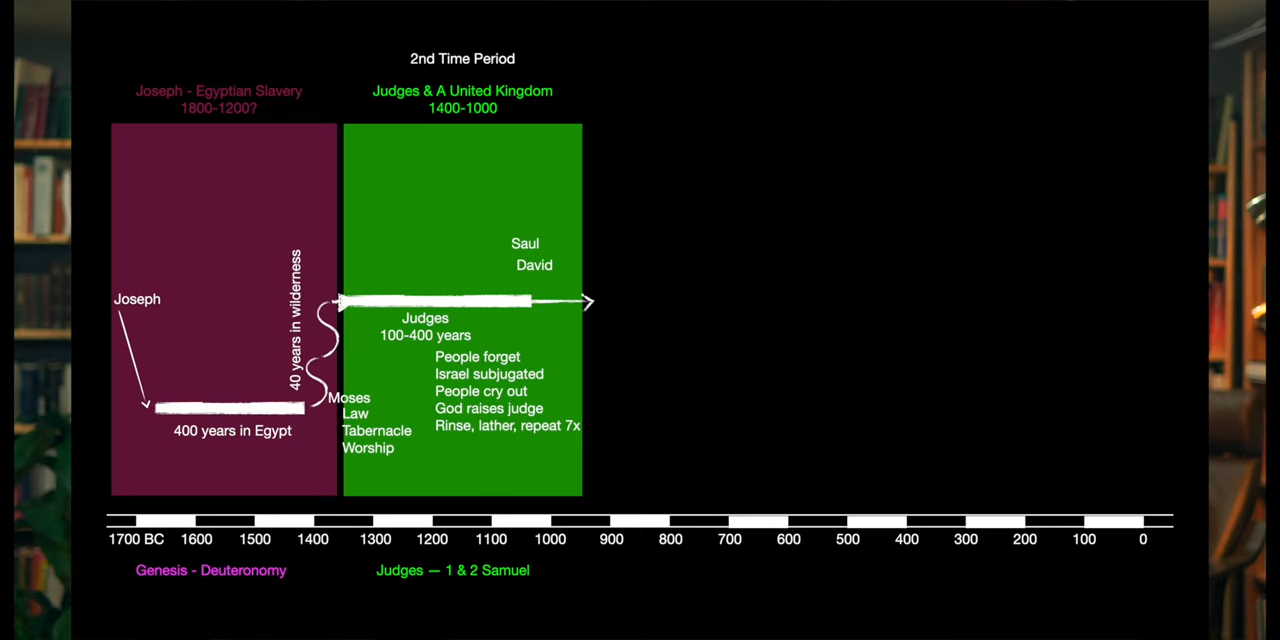 2nd Time Period
Joseph - Egyptian Slavery
1800-1200?
Judges & A United Kingdom
1400-1000
Saul
David
40 years in wilderness
Joseph
Judges
100-400 years
People forget
Israel subjugated
People cry out
God raises judge
Rinse, lather, repeat 7x
Moses
Law
Tabernacle
Worship
400 years in Egypt
1700 BC 1600 1500 1400 1300 1200 1100 1000 900 800 700 600 500 400 300 200 100 0
Genesis - Deuteronomy
Judges — 1 & 2 Samuel